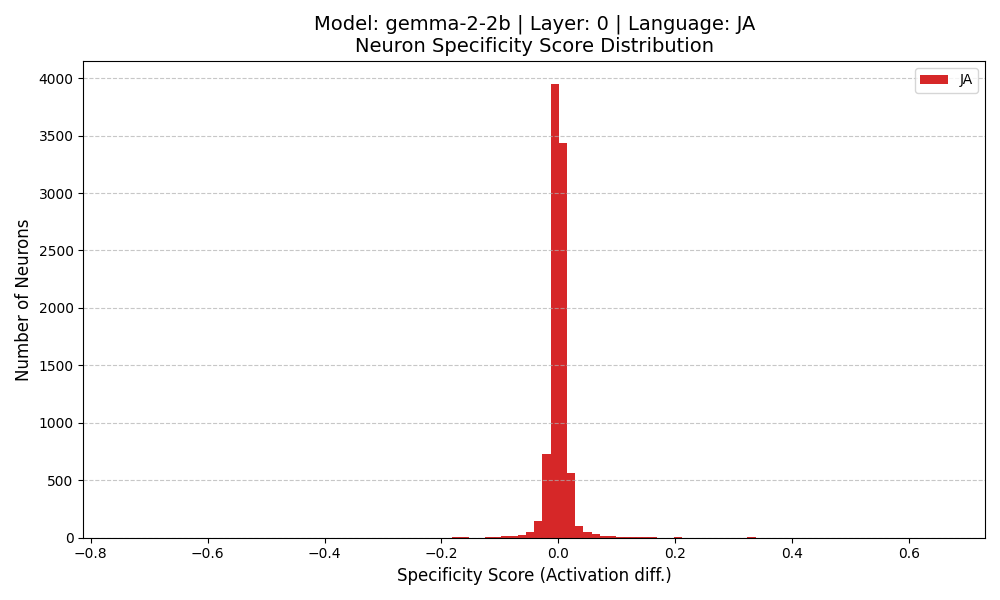 Model: gemma-2-2b | Layer: 0 | Language: JA
Neuron Specificity Score Distribution
JA
4000
3500
3000
2500
2000
1500
1000
500
0
Number of Neurons
−0.8 −0.6 −0.4 −0.2 0.0 0.2 0.4 0.6
Specificity Score (Activation diff.)